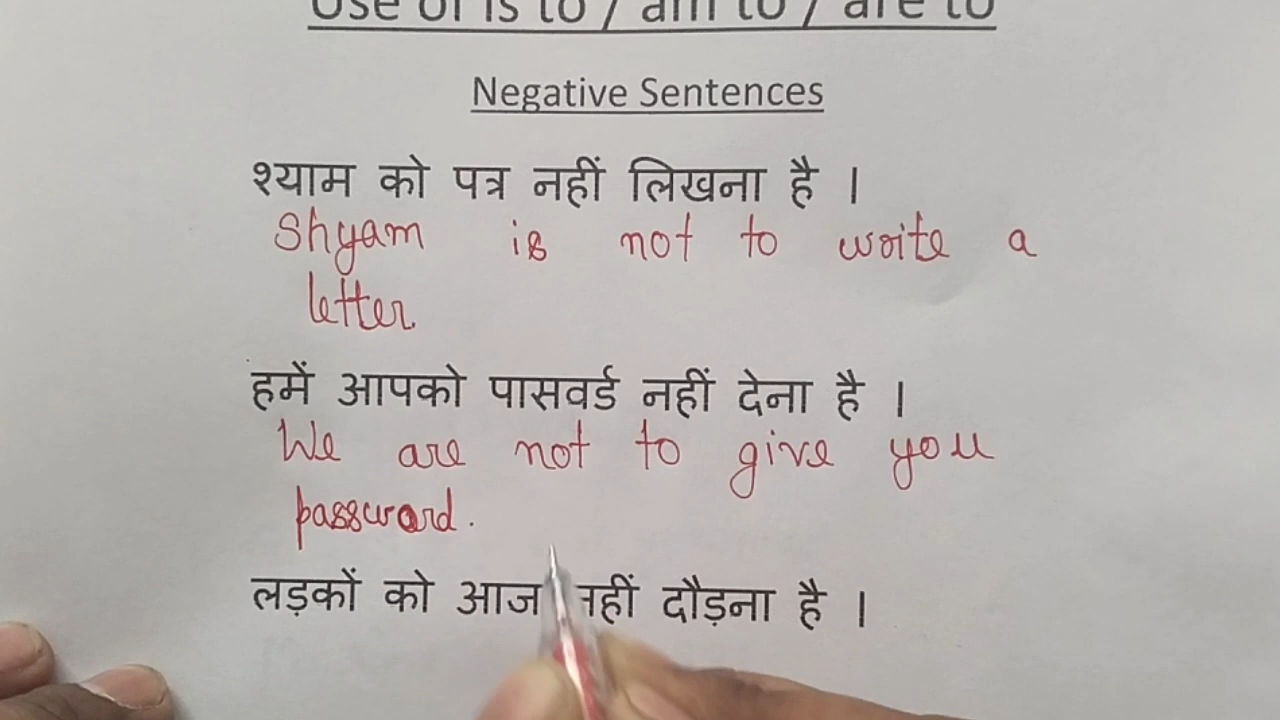 Use of is to / am to / are to
Negative Sentences
श्याम को पत्र नहीं लिखना है ।
Shyam is not to write a
letter.
हमें आपको पासवर्ड नहीं देना है ।
We are not to give you
password.
लड़कों को आज नहीं दौड़ना है ।